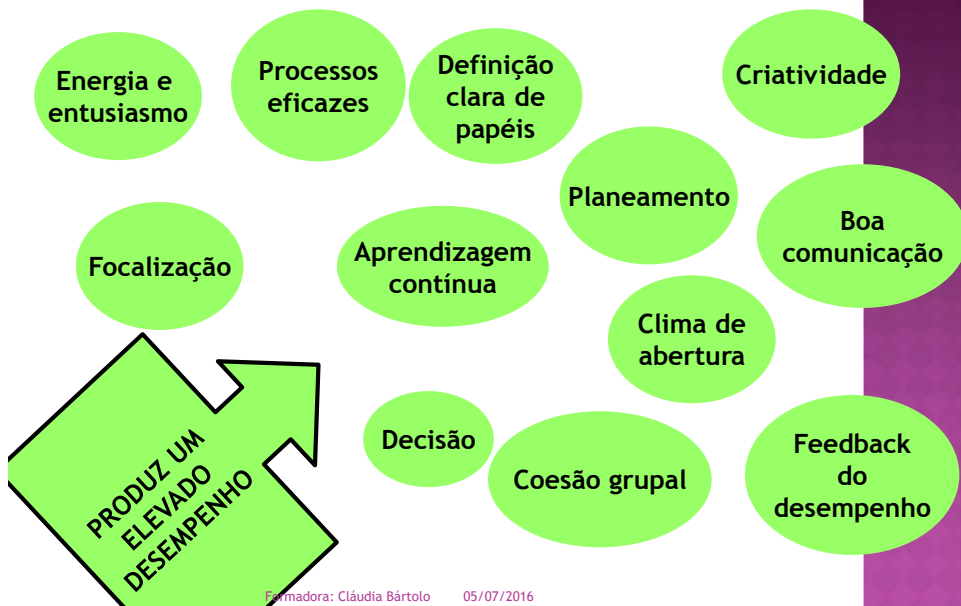 Energia e
entusiasmo
Processos
eficazes
Definição
clara de
papéis
Criatividade
Planeamento
Boa
comunicação
Focalização
Aprendizagem
contínua
Clima de
abertura
Decisão
Coesão grupal
Feedback
do
desempenho
PRODUZ UM
ELEVADO
DESEMPENHO
Formadora: Cláudia Bártolo 05/07/2016